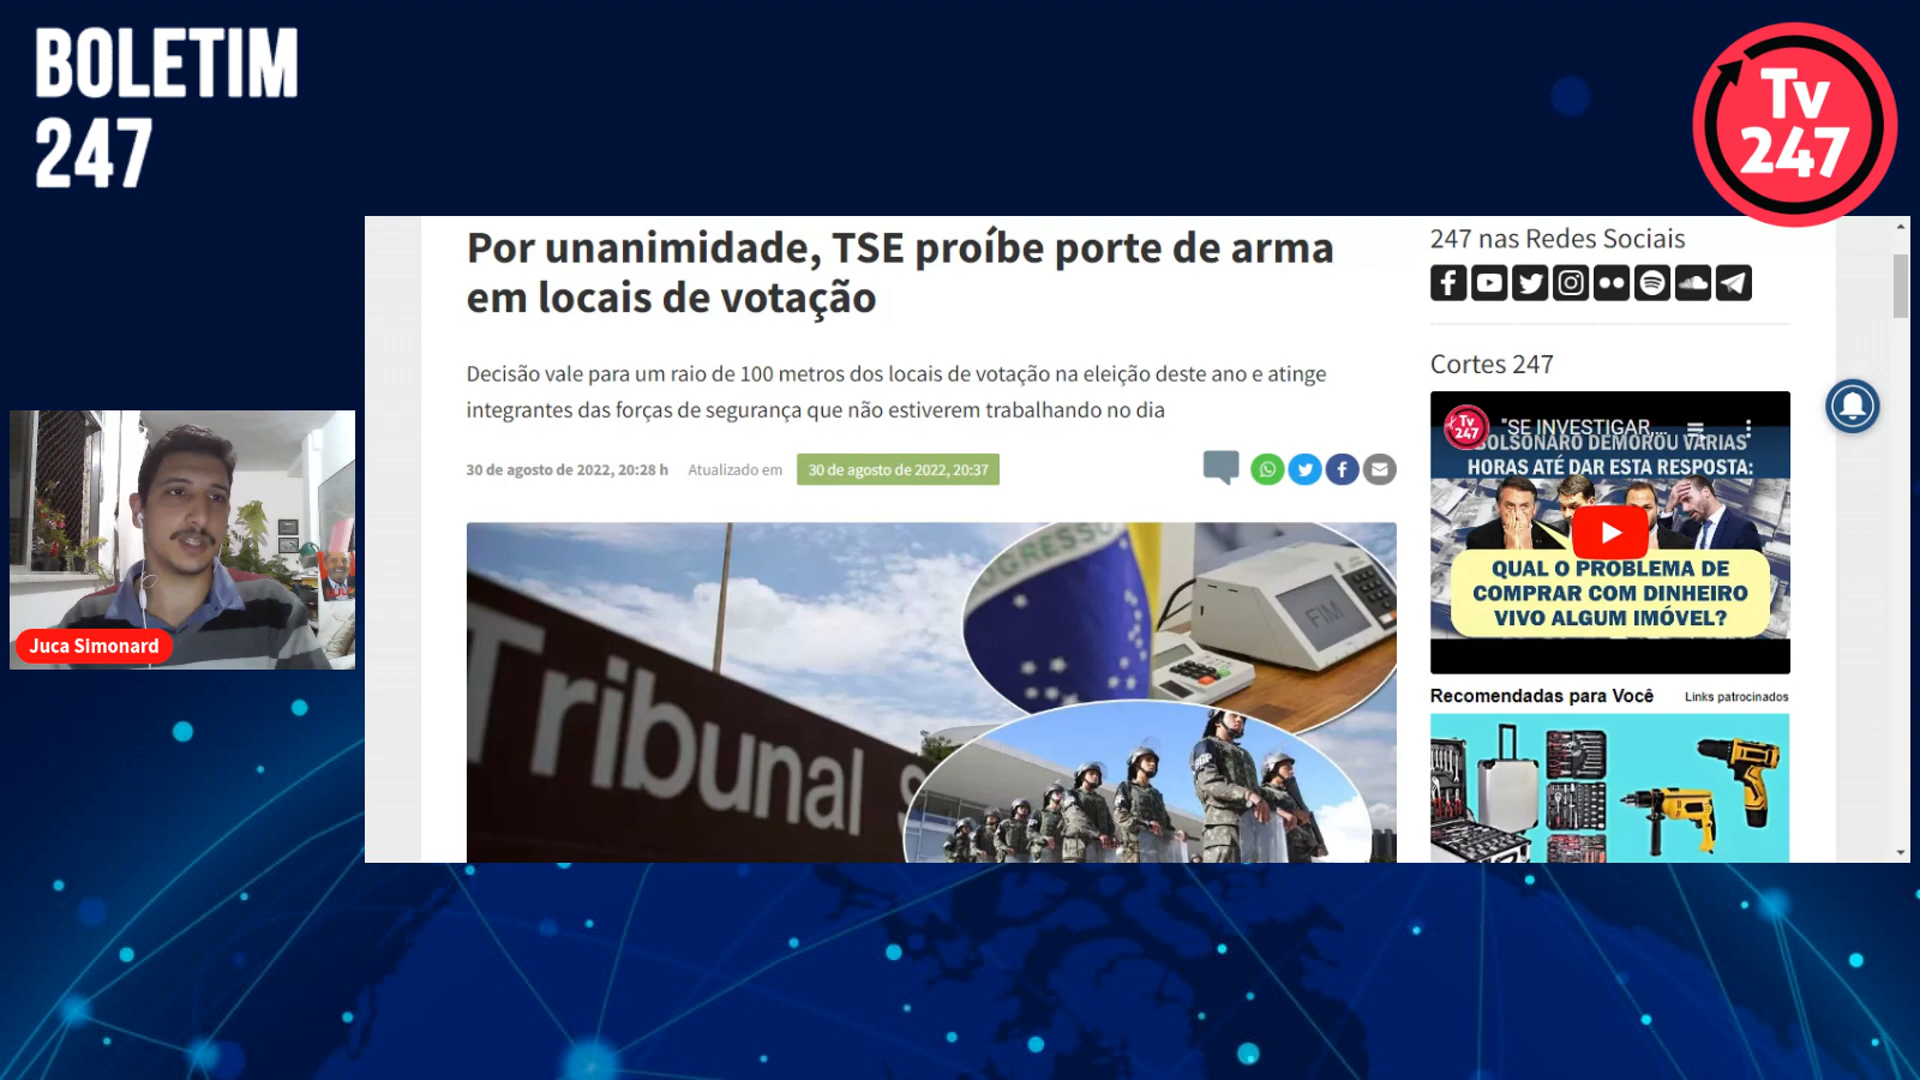 BOLETIM
247
Tv
247
Por unanimidade, TSE proíbe porte de arma
em locais de votação
Decisão vale para um raio de 100 metros dos locais de votação na eleição deste ano e atinge
integrantes das forças de segurança que não estiverem trabalhando no dia
30 de agosto de 2022, 20:28 h Atualizado em 30 de agosto de 2022, 20:37
OGRESSO
FIM
Tribunal S
247 nas Redes Sociais
Cortes 247
Tv
247
"SE INVESTIGAR,...
BOLSONARO DEMOROU VÁRIAS
HORAS ATÉ DAR ESTA RESPOSTA:
QUAL O PROBLEMA DE
COMPRAR COM DINHEIRO
VIVO ALGUM IMÓVEL?
Recomendadas para Você Links patrocinados
Juca Simonard